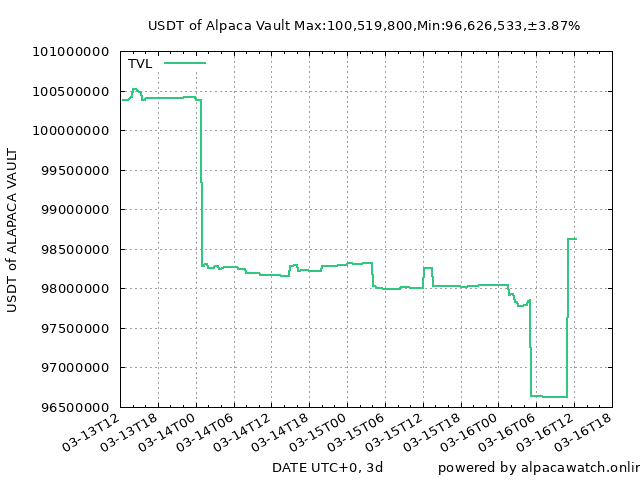 USDT of Alpaca Vault Max:100,519,800,Min:96,626,533,±3.87%
TVL
101000000
100500000
100000000
99500000
99000000
98500000
98000000
97500000
97000000
96500000
USDT of ALAPACA VAULT
03-13T12
03-13T18
03-14T00
03-14T06
03-14T12
03-14T18
03-15T00
03-15T06
03-15T12
03-15T18
03-16T00
03-16T06
03-16T12
03-16T18
DATE UTC+0, 3d
powered by alpacawatch.onlin